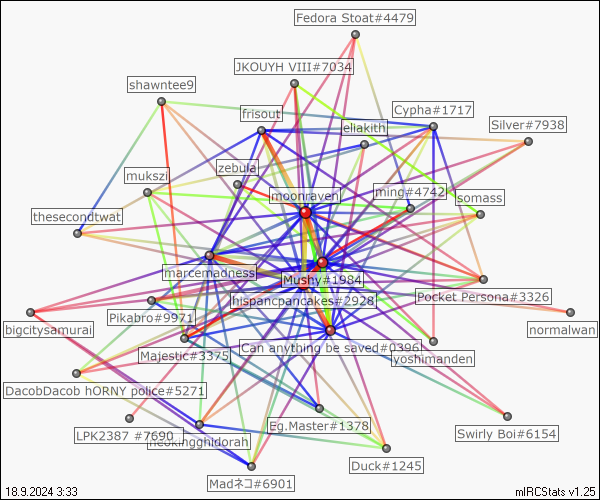 Fedora Stoat#4479
JKOUYH VIII#7034
shawntee9
frisout
Cypha#1717
eliakith
Silver#7938
zebula
mukszi
moonraven
ming#4742
somass
thesecondtwat
marcemadness
Mushy#1984
hispancpancakes#2928
Pocket Persona#3326
Pikabro#9971
bigcitysamurai
normalwan
Majestic#3375
Can anything be saved#0396
yoshimanden
DacobDacob hORNY police#5271
Eg.Master#1378
LPK2387 #7690
neokingghidorah
Swirly Boi#6154
Duck#1245
Madネコ#6901
18.9.2024 3:33
mIRCStats v1.25